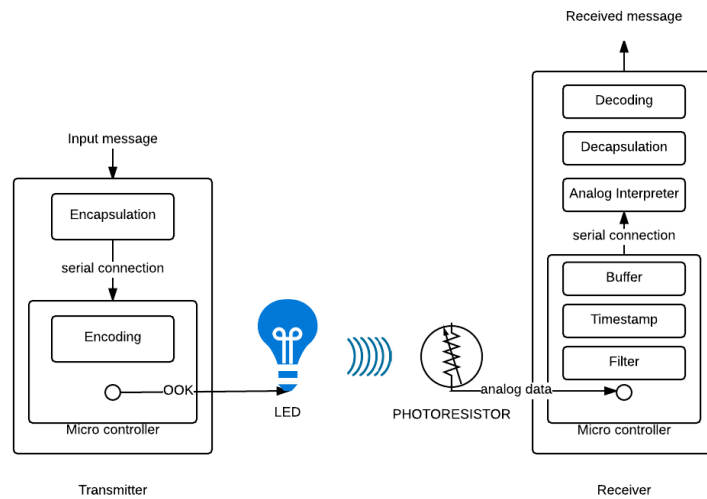 Received message
Decoding
Decapsulation
Analog Interpreter
serial connection
Buffer
Timestamp
Filter
Micro controller
Receiver
Input message
Encapsulation
serial connection
Encoding
OOK
Micro controller
Transmitter
LED
PHOTORESISTOR
analog data